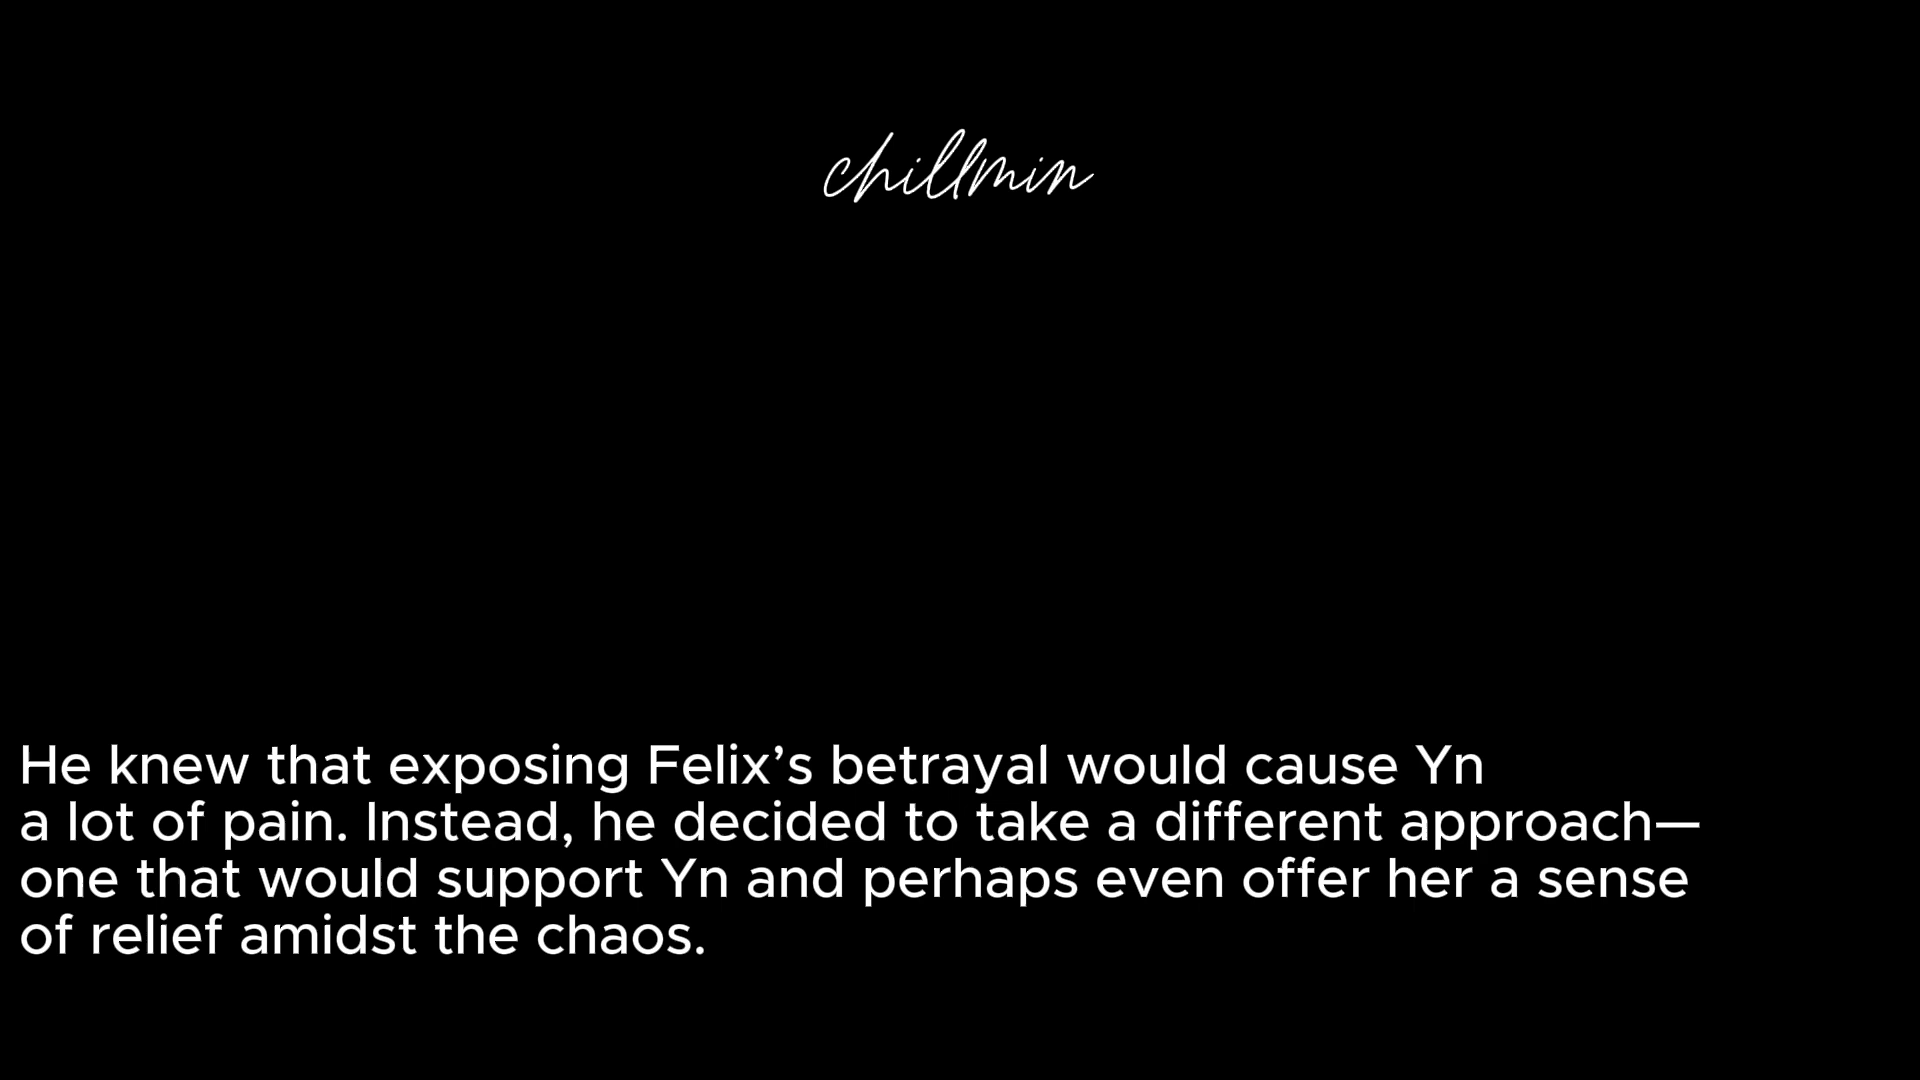 chillmin
He knew that exposing Felix’s betrayal would cause Yn
a lot of pain. Instead, he decided to take a different approach—
one that would support Yn and perhaps even offer her a sense
of relief amidst the chaos.